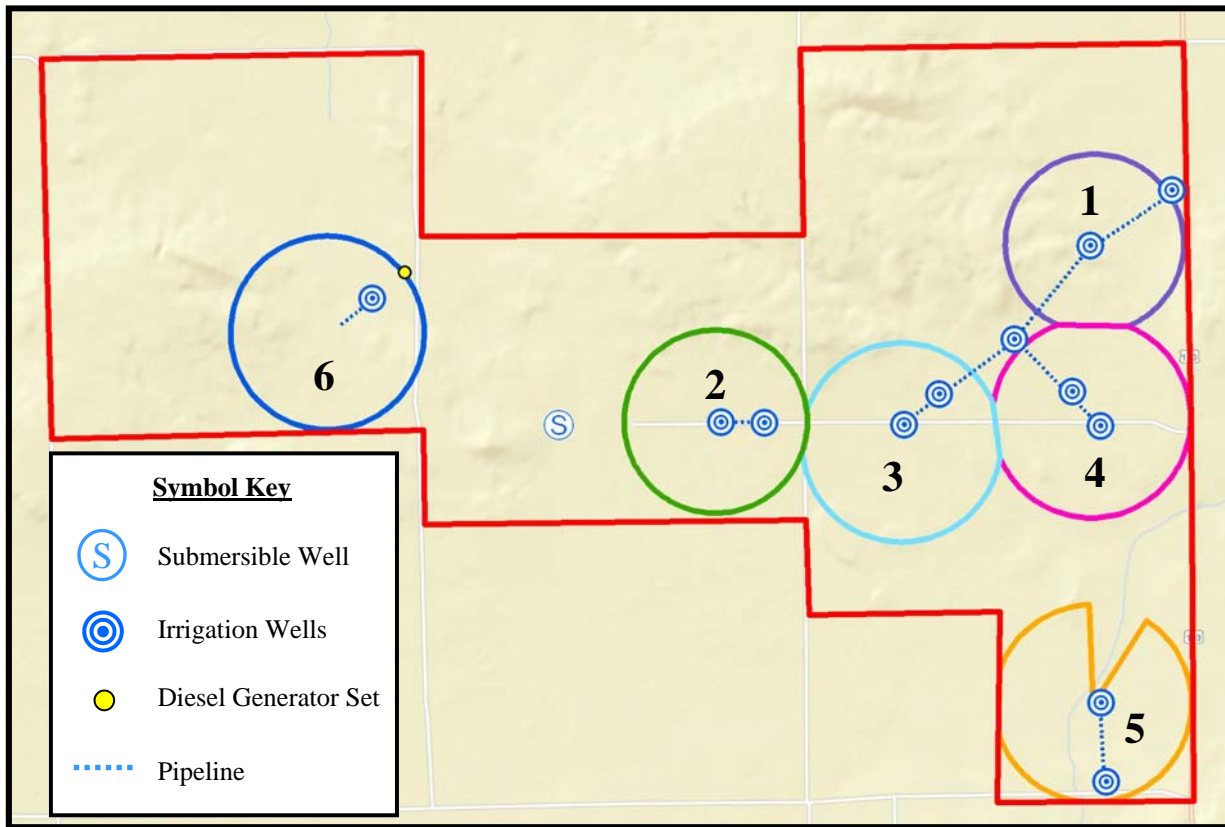 1
2
6
3
4
5
Symbol Key
S
S Submersible Well
Irrigation Wells
Diesel Generator Set
Pipeline